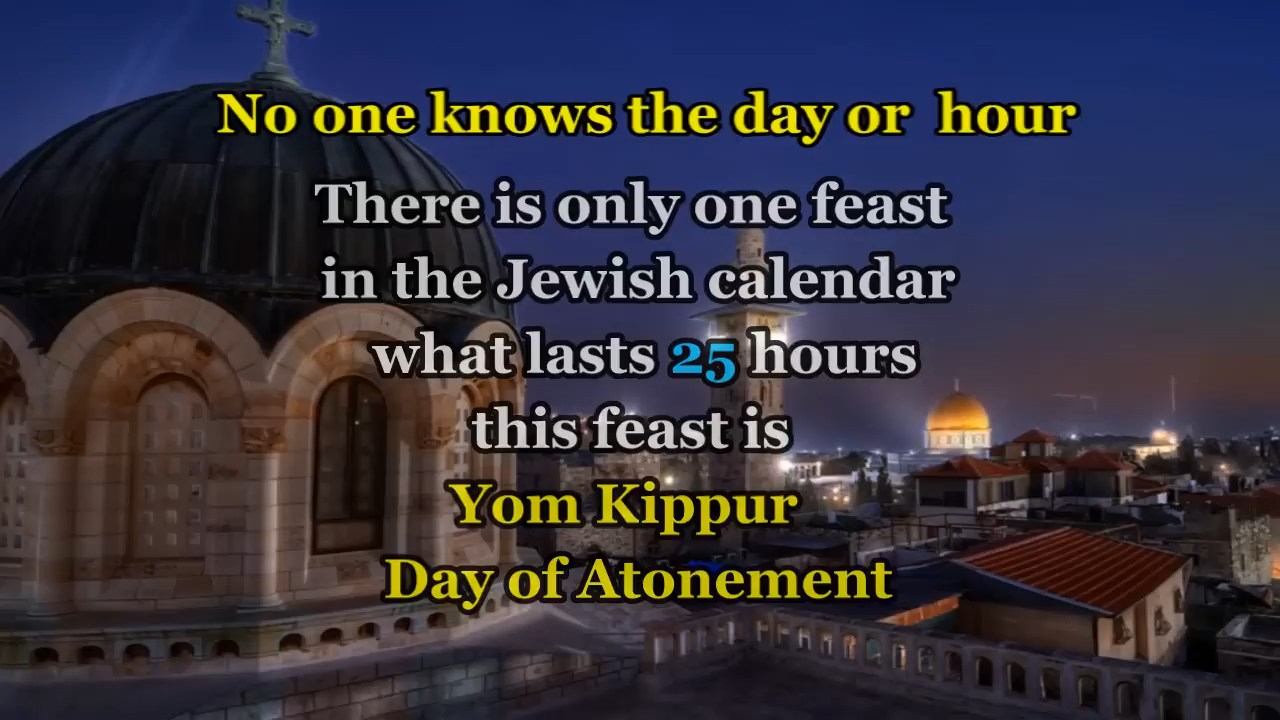 No one knows the day or hour
There is only one feast
in the Jewish calendar
what lasts 25 hours
this feast is
Yom Kippur
Day of Atonement